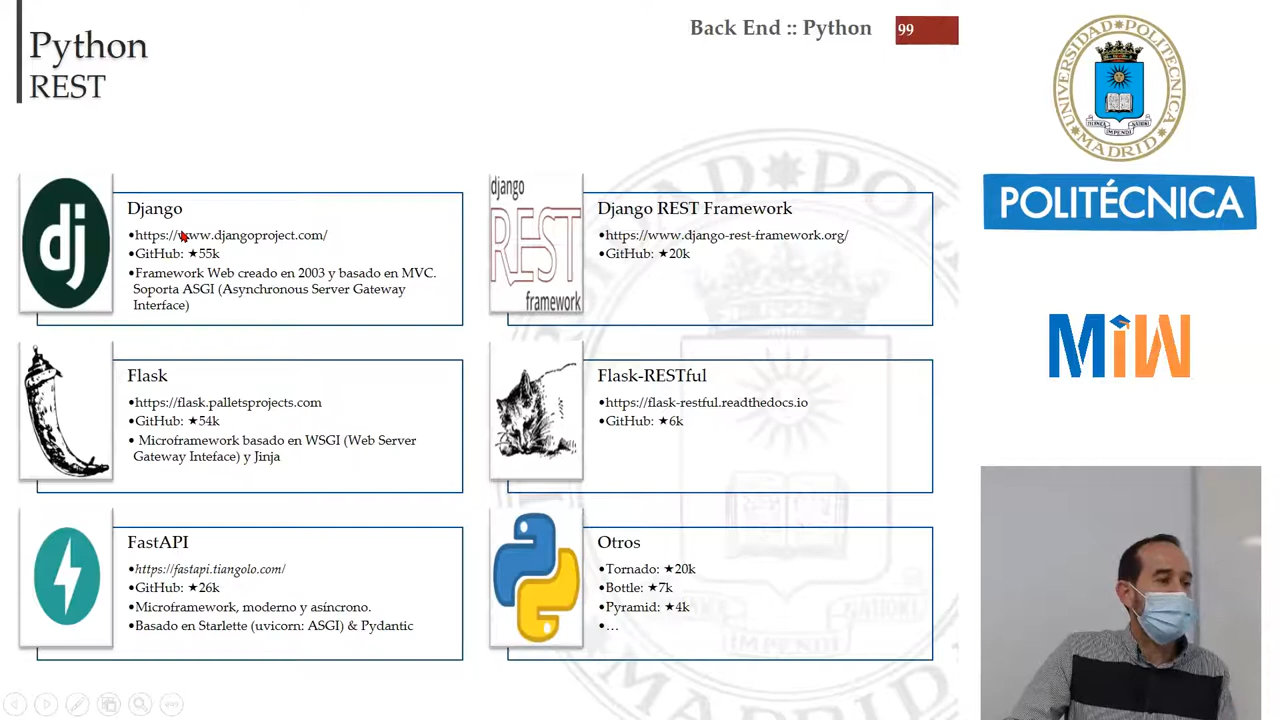 Python
REST
Back End :: Python
99
Django
•https://www.djangoproject.com/
•GitHub: ★55k
•Framework Web creado en 2003 y basado en MVC.
Soporta ASGI (Asynchronous Server Gateway
Interface)
dj
Django REST Framework
•https://www.django-rest-framework.org/
•GitHub: ★20k
django
REST
framework
Flask
•https://flask.palletsprojects.com
•GitHub: ★54k
• Microframework basado en WSGI (Web Server
Gateway Inteface) y Jinja
Flask-RESTful
•https://flask-restful.readthedocs.io
•GitHub: ★6k
FastAPI
•https://fastapi.tiangolo.com/
•GitHub: ★26k
•Microframework, moderno y asíncrono.
•Basado en Starlette (uvicorn: ASGI) & Pydantic
Otros
•Tornado: ★20k
•Bottle: ★7k
•Pyramid: ★4k
•...
UNIVERSIDAD POLITECNICA
MADRID
POLITÉCNICA
MiW